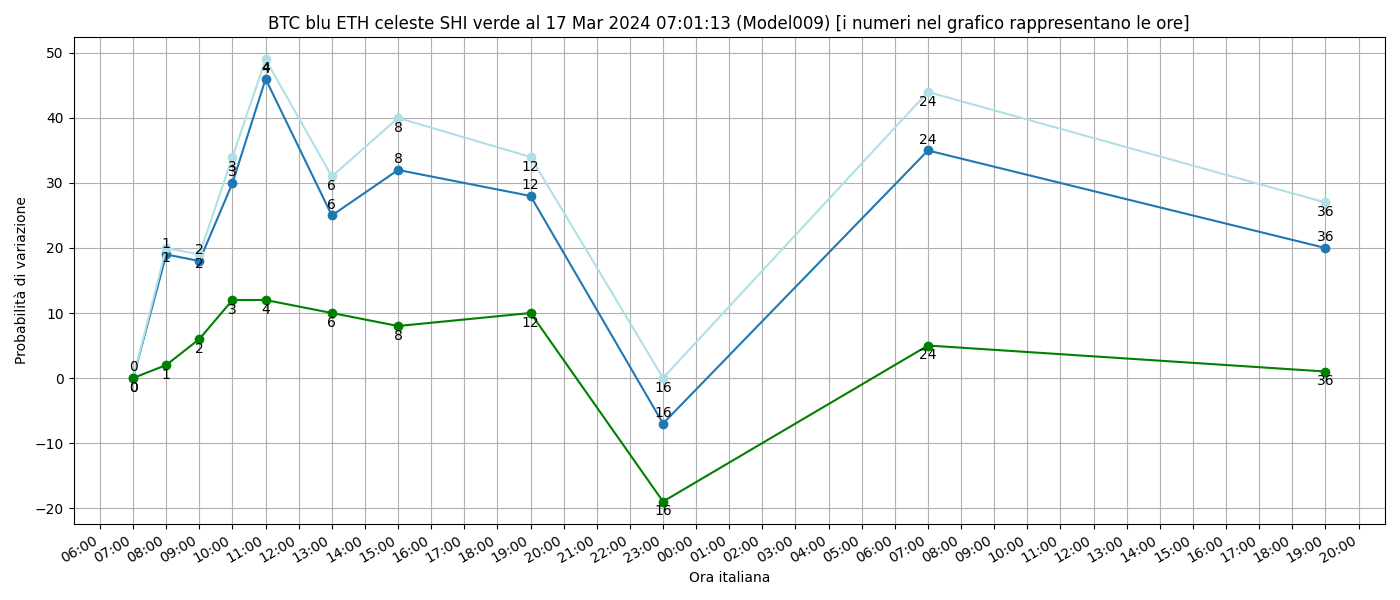 BTC blu ETH celeste SHI verde al 17 Mar 2024 07:01:13 (Model009) [i numeri nel grafico rappresentano le ore]
Probabilità di variazione
50
40
30
20
10
0
−10
−20
0 1 2 3 4 6 8 12 16 24 36
0 1 2 3 4 6 8 12 16 24 36
0 1 2 3 4 6 8 12 16 24 36
06:00 07:00 08:00 09:00 10:00 11:00 12:00 13:00 14:00 15:00 16:00 17:00 18:00 19:00 20:00 21:00 22:00 23:00 00:00 01:00 02:00 03:00 04:00 05:00 06:00 07:00 08:00 09:00 10:00 11:00 12:00 13:00 14:00 15:00 16:00 17:00 18:00 19:00 20:00
Ora italiana